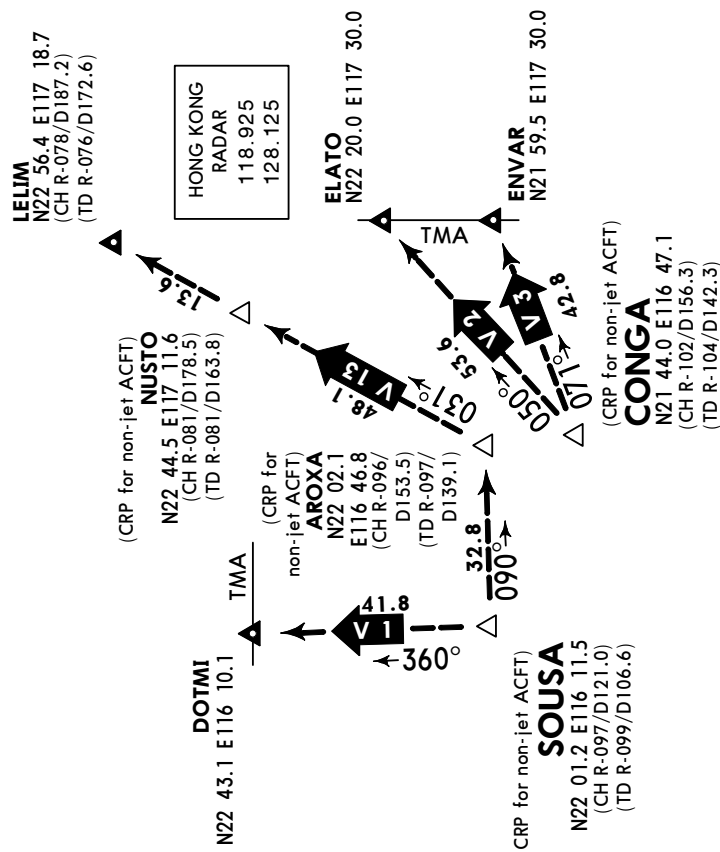 LELIM
N22 56.4 E117 18.7
(CH R-078/D187.2)
(TD R-076/D172.6)
HONG KONG
RADAR
118.925
128.125
13.6
(CRP for non-jet ACFT)
NUSTO
N22 44.5 E117 11.6
(CH R-081/D178.5)
(TD R-081/D163.8)
ELATO
N22 20.0 E117 30.0
TMA
ENVAR
N21 59.5 E117 30.0
V 13
48.1
031°
V 2
53.6
050°
V 3
42.8
071°
(CRP for non-jet ACFT)
CONGA
N21 44.0 E116 47.1
(CH R-102/D156.3)
(TD R-104/D142.3)
(CRP for
non-jet ACFT)
AROXA
N22 02.1
E116 46.8
(CH R-096/
D153.5)
(TD R-097/
D139.1)
32.8
090°
DOTMI
N22 43.1 E116 10.1
TMA
V 1
41.8
360°
CRP for non-jet ACFT)
SOUSA
N22 01.2 E116 11.5
(CH R-097/D121.0)
(TD R-099/D106.6)